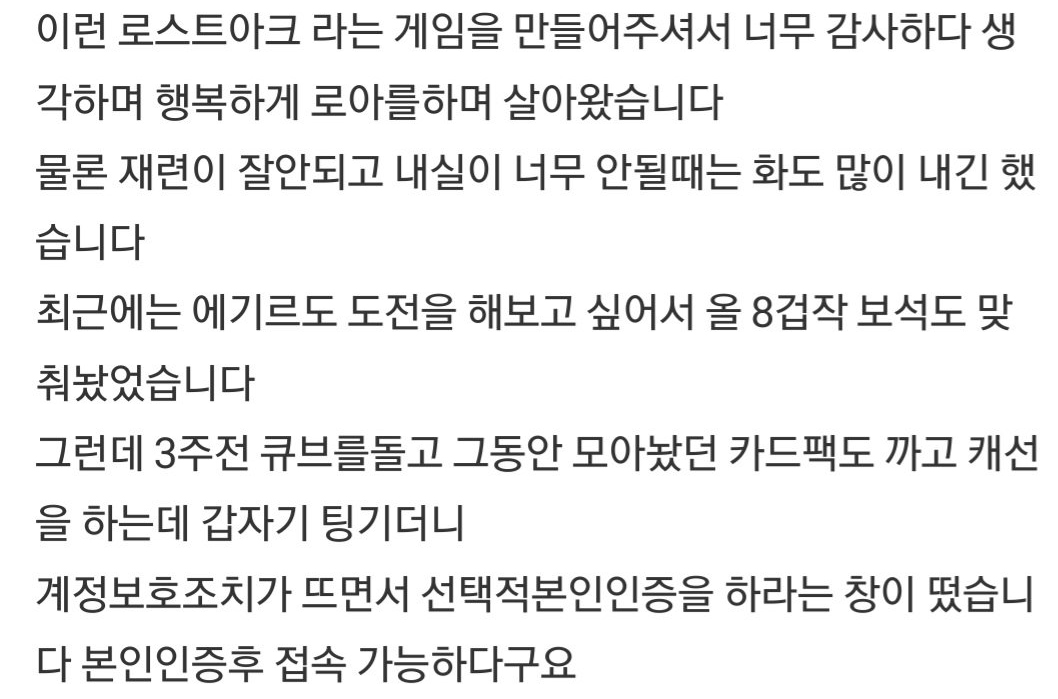 이런 로스트아크 라는 게임을 만들어주셔서 너무 감사하다 생
각하며 행복하게 로아를하며 살아왔습니다
물론 재련이 잘안되고 내실이 너무 안될때는 화도 많이 내긴 했
습니다
최근에는 에기르도 도전을 해보고 싶어서 올 8겁작 보석도 맞
춰놨었습니다
그런데 3주전 큐브를돌고 그동안 모아놨던 카드팩도 까고 캐선
을 하는데 갑자기 팅기더니
계정보호조치가 뜨면서 선택적본인인증을 하라는 창이 떴습니
다 본인인증후 접속 가능하다구요